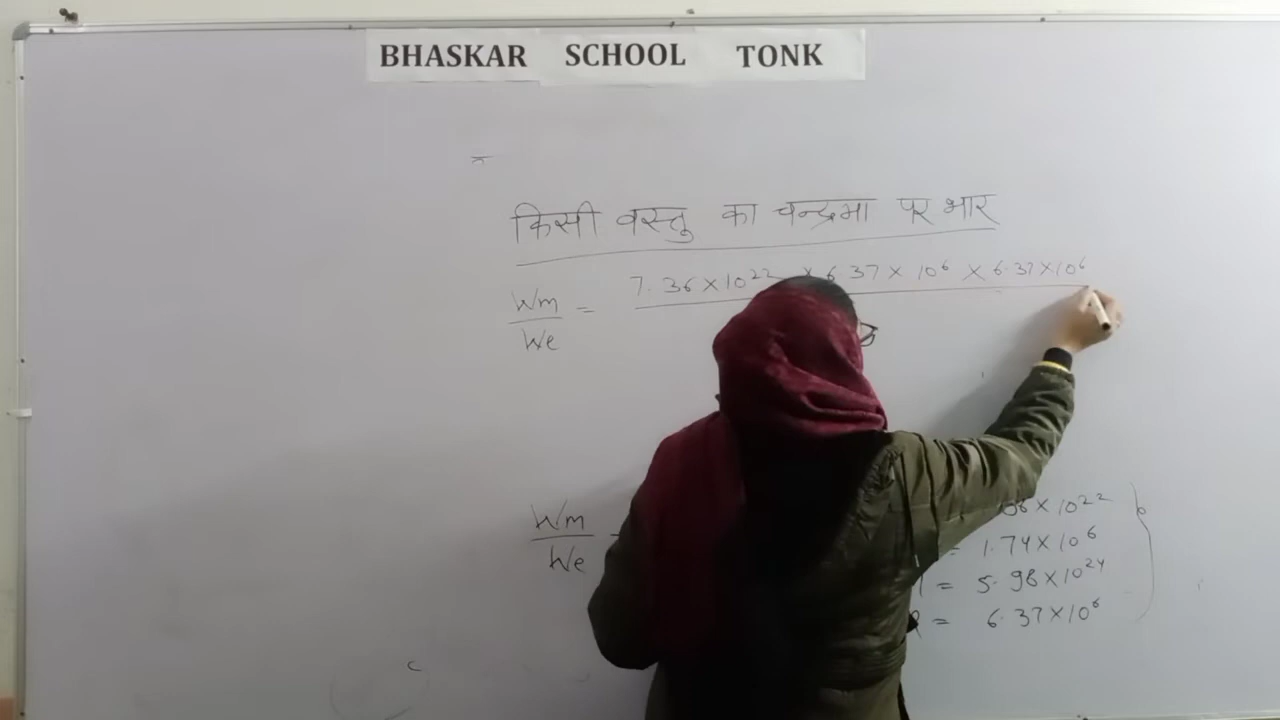 BHASKAR SCHOOL TONK
किसी वस्तु का चन्द्रमा पर भार
Wm/We = 7.36 × 10²² × 6.37 × 10⁶ × 6.37 × 10⁶
Wm/We
36 × 10²²
= 1.74 × 10⁶
= 5.98 × 10²⁴
R = 6.37 × 10⁶